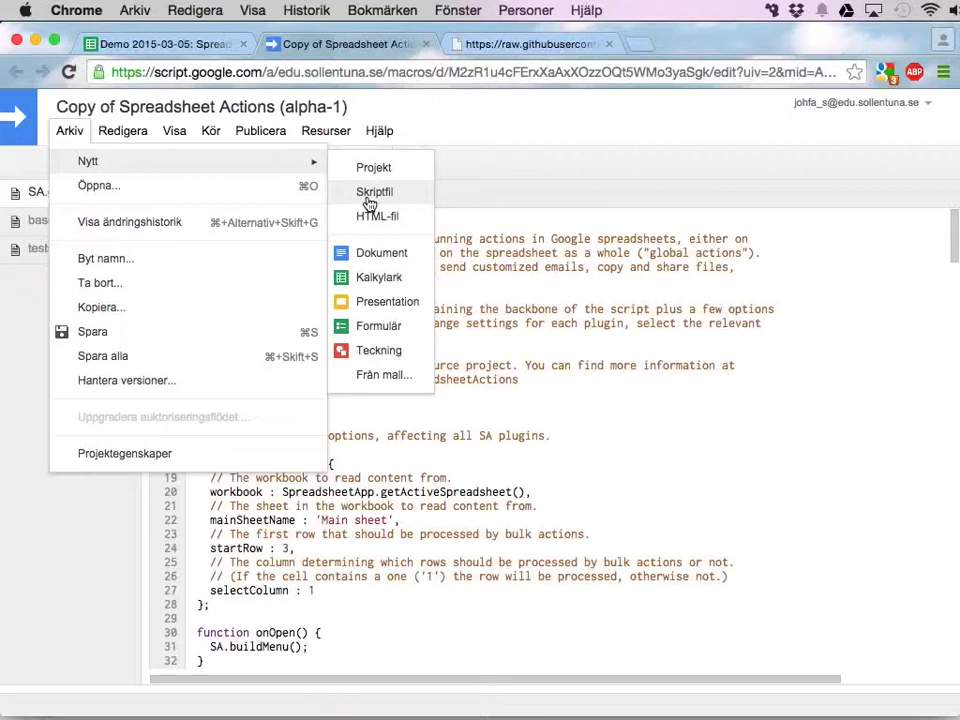 Chrome Arkiv Redigera Visa Historik Bokmärken Fönster Personer Hjälp
Demo 2015-03-05: Spread
Copy of Spreadsheet Actio
https://raw.githubusercont
https://script.google.com/a/edu.sollentuna.se/macros/d/M2zR1u4cFErxXaAxXOzzOQt5WMo3yaSgk/edit?uiv=2&mid=A...
3
ABP
Copy of Spreadsheet Actions (alpha-1)
johfa_s@edu.sollentuna.se
Arkiv Redigera Visa Kör Publicera Resurser Hjälp
Nytt
Öppna... ⌘O
Visa ändringshistorik ⌘+Alternativ+Skift+G
Byt namn...
Ta bort...
Kopiera...
Spara ⌘S
Spara alla ⌘+Skift+S
Hantera versioner...
Uppgradera auktoriseringsflödet ...
Projektegenskaper
Projekt
Skriptfil
HTML-fil
Dokument
Kalkylark
Presentation
Formulär
Teckning
Från mall...
SA.
bas
test
unning actions in Google spreadsheets, either on
on the spreadsheet as a whole ("global actions").
send customized emails, copy and share files,
aining the backbone of the script plus a few options
ange settings for each plugin, select the relevant
urce project. You can find more information at
adsheetActions
options, affecting all SA plugins.
{
19 // The workbook to read content from.
20 workbook : SpreadsheetApp.getActiveSpreadsheet(),
21 // The sheet in the workbook to read content from.
22 mainSheetName : 'Main sheet',
23 // The first row that should be processed by bulk actions.
24 startRow : 3,
25 // The column determining which rows should be processed by bulk actions or not.
26 // (If the cell contains a one ('1') the row will be processed, otherwise not.)
27 selectColumn : 1
28 };
29
30 function onOpen() {
31 SA.buildMenu();
32 }